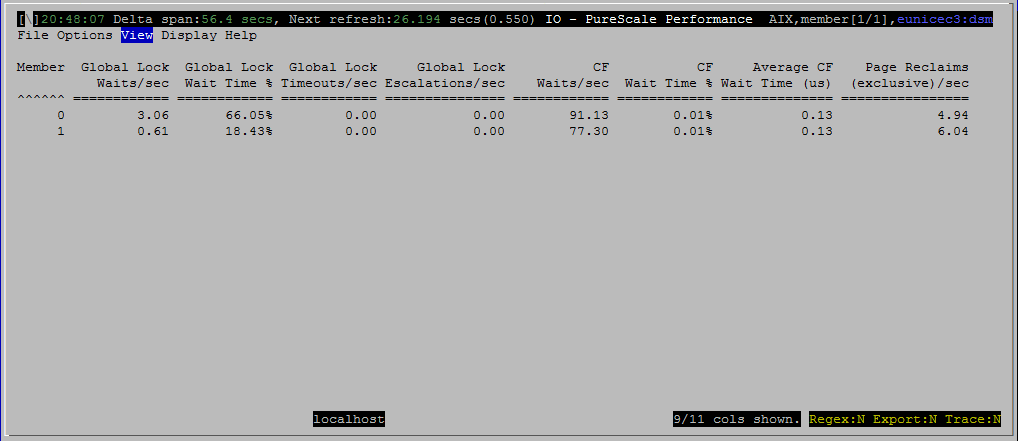 [\]20:48:07 Delta span:56.4 secs, Next refresh:26.194 secs(0.550) IO - PureScale Performance AIX,member[1/1],eunicec3:dsm
File Options View Display Help
Member Global Lock Global Lock Global Lock Global Lock CF CF Average CF Page Reclaims
Waits/sec Wait Time % Timeouts/sec Escalations/sec Waits/sec Wait Time % Wait Time (us) (exclusive)/sec
^^^^^^ ============ ============ ============ =============== ============ ============ ============== ================
0 3.06 66.05% 0.00 0.00 91.13 0.01% 0.13 4.94
1 0.61 18.43% 0.00 0.00 77.30 0.01% 0.13 6.04
localhost 9/11 cols shown. Regex:N Export:N Trace:N